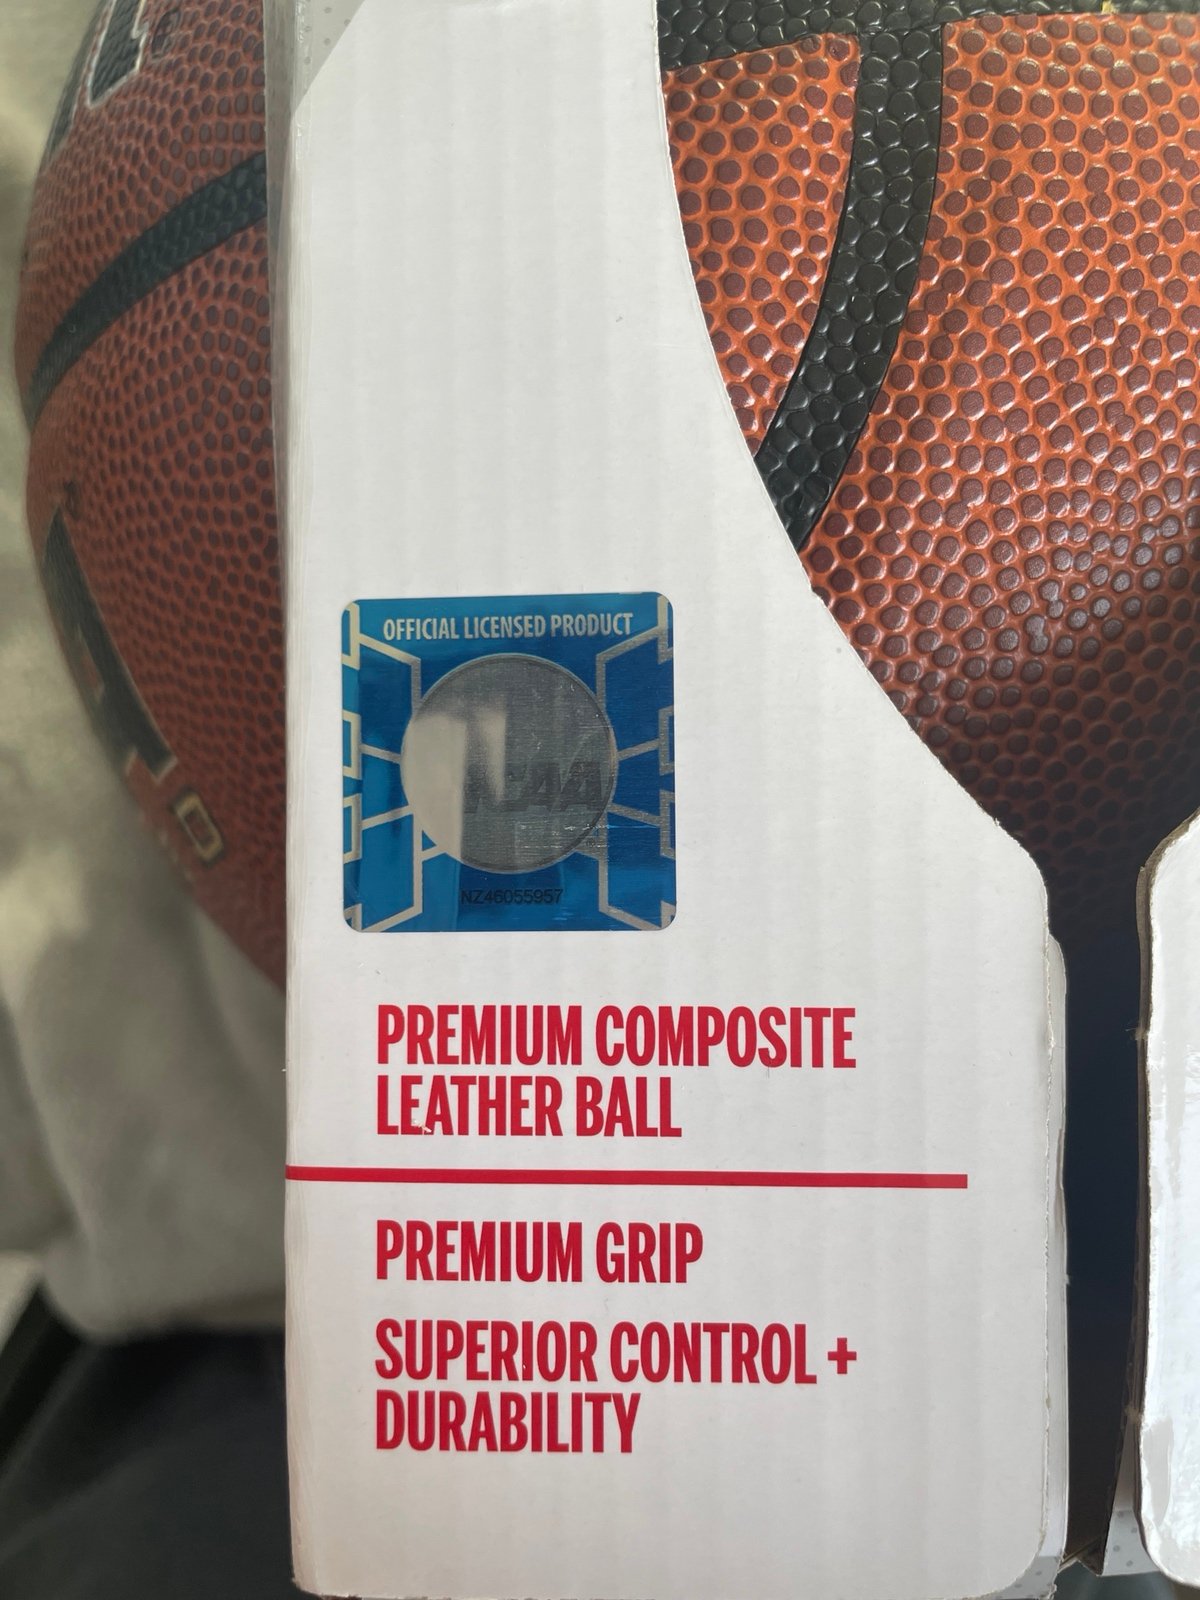 OFFICIAL LICENSED PRODUCT
NCAA
NZ46055957
PREMIUM COMPOSITE
LEATHER BALL
PREMIUM GRIP
SUPERIOR CONTROL +
DURABILITY